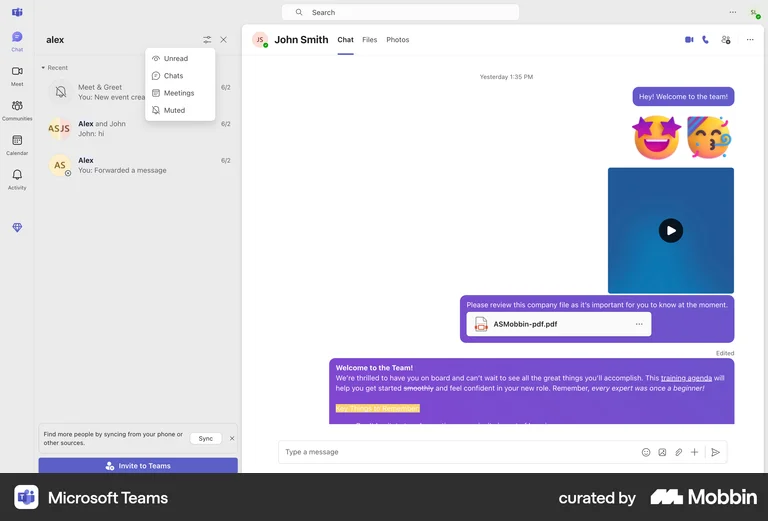 Search
SL
Chat
Meet
Communities
Calendar
Activity
alex
Unread
Chats
Meetings
Muted
Recent
Meet & Greet
6/2
You: New event crea
Alex and John
6/2
John: hi
ASJS
Alex
6/2
You: Forwarded a message
AS
Find more people by syncing from your phone or
other sources.
Sync
Invite to Teams
JS
John Smith
Chat
Files
Photos
Yesterday 1:35 PM
Hey! Welcome to the team!
Please review this company file as it's important for you to know at the moment.
ASMobbin-pdf.pdf
Edited
Welcome to the Team!
We're thrilled to have you on board and can't wait to see all the great things you'll accomplish. This training agenda will
help you get started smoothly and feel confident in your new role. Remember, every expert was once a beginner!
Key Things to Remember:
Type a message
Microsoft Teams
curated by
Mobbin